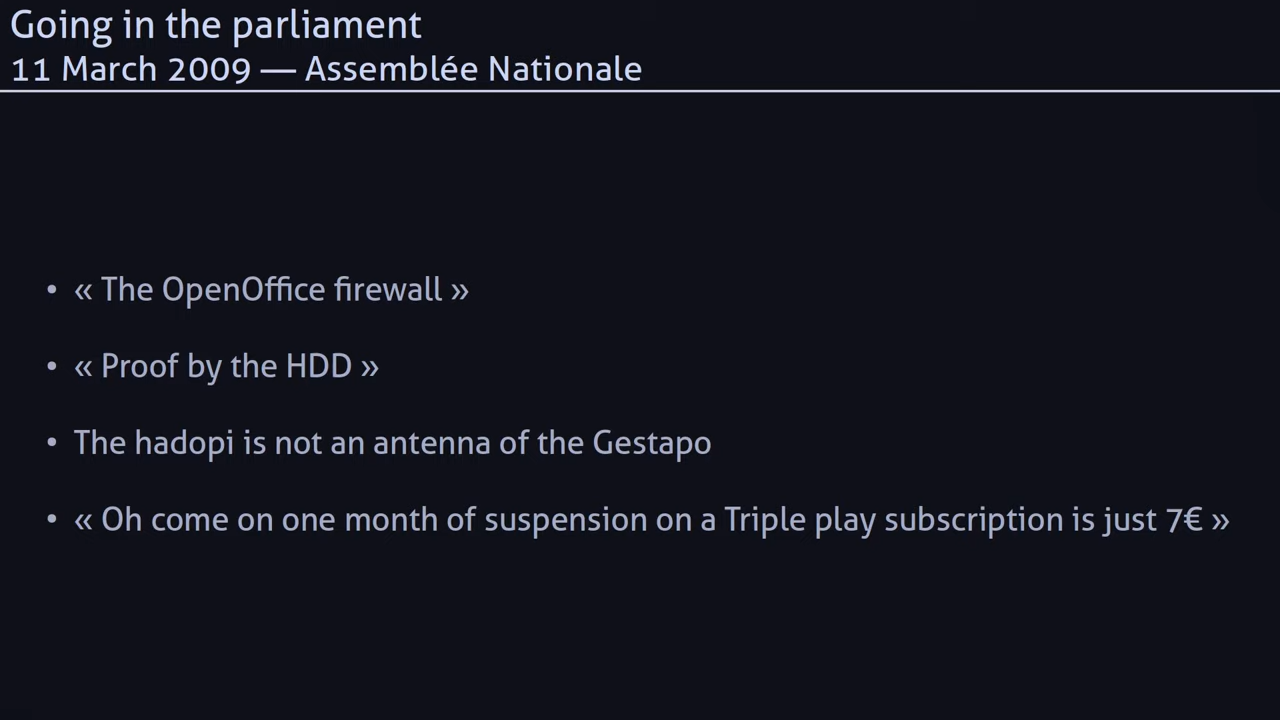 Going in the parliament
11 March 2009 — Assemblée Nationale
• « The OpenOffice firewall »
• « Proof by the HDD »
• The hadopi is not an antenna of the Gestapo
• « Oh come on one month of suspension on a Triple play subscription is just 7€ »